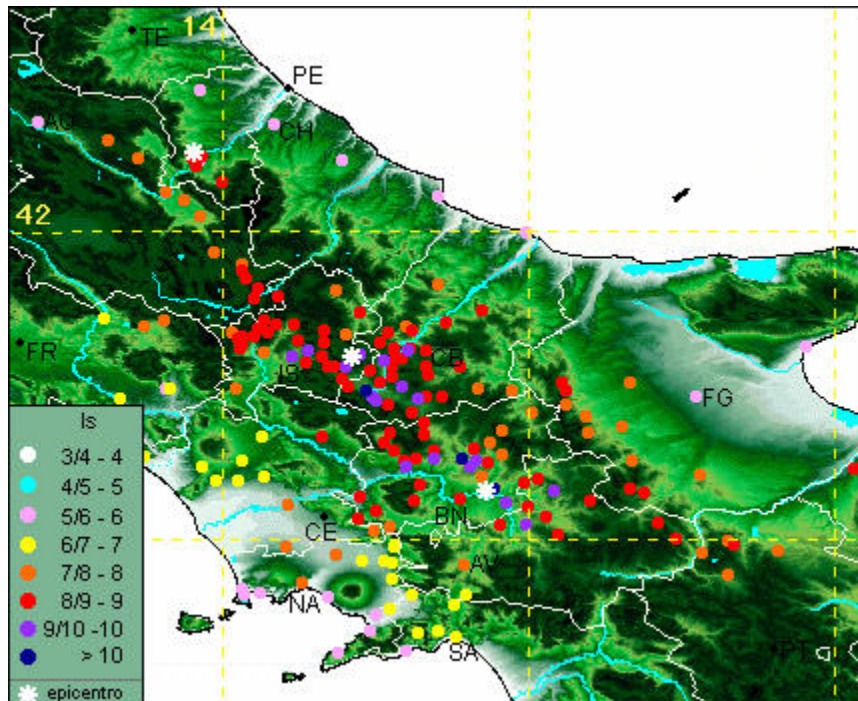 14
TE
PE
AQ
CH
42
FR
IS
CB
FG
Is
3/4 - 4
4/5 - 5
5/6 - 6
6/7 - 7
7/8 - 8
8/9 - 9
9/10 -10
> 10
epicentro
CE
BN
AV
NA
SA
PT